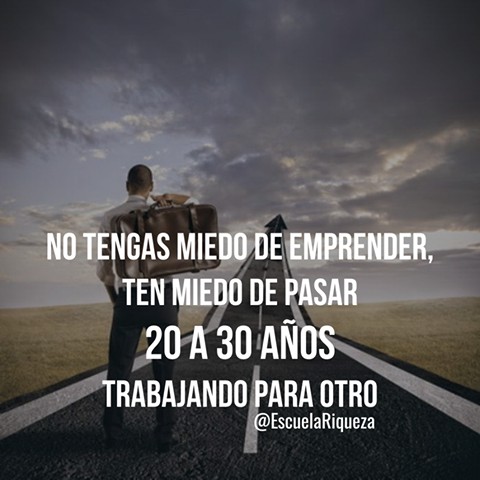 NO TENGAS MIEDO DE EMPRENDER,
TEN MIEDO DE PASAR
20 A 30 AÑOS
TRABAJANDO PARA OTRO
@EscuelaRiqueza